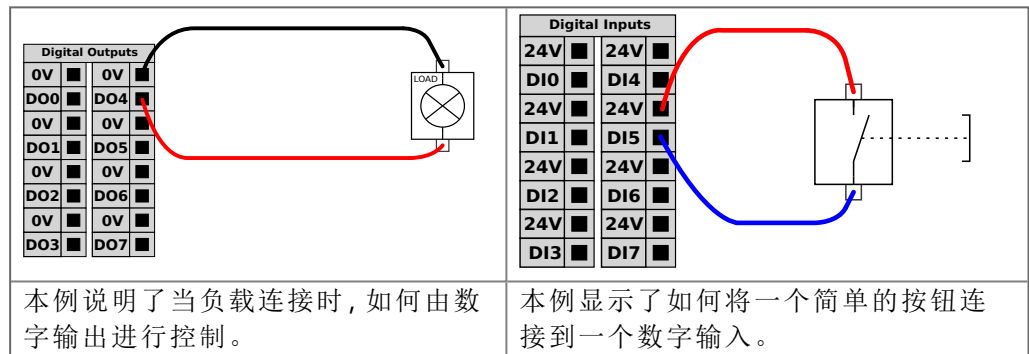 Digital Outputs
0V 0V
DO0 DO4
0V 0V
DO1 DO5
0V 0V
DO2 DO6
0V 0V
DO3 DO7
LOAD
Digital Inputs
24V 24V
DI0 DI4
24V 24V
DI1 DI5
24V 24V
DI2 DI6
24V 24V
DI3 DI7
本例说明了当负载连接时,如何由数
字输出进行控制。
本例显示了如何将一个简单的按钮连
接到一个数字输入。